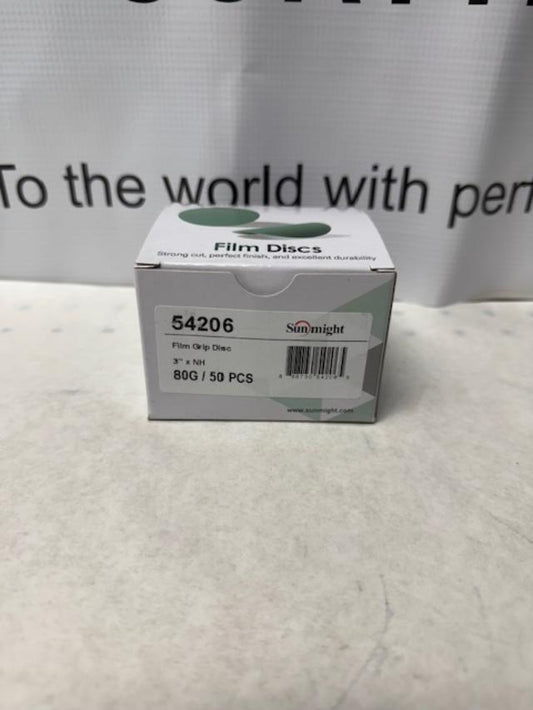 To the world with perf
Film Discs
Strong cut, perfect finish, and excellent durability
54206
Sunmight
Film Grip Disc
3" x NH
80G / 50 PCS
www.sunmight.com